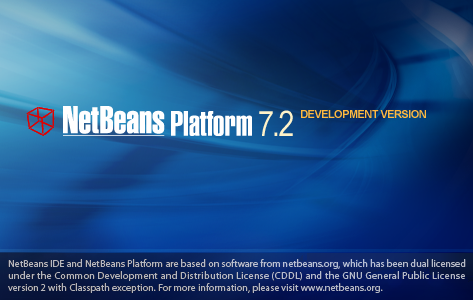 NetBeans Platform 7.2 DEVELOPMENT VERSION
NetBeans IDE and NetBeans Platform are based on software from netbeans.org, which has been dual licensed
under the Common Development and Distribution License (CDDL) and the GNU General Public License
version 2 with Classpath exception. For more information, please visit www.netbeans.org.